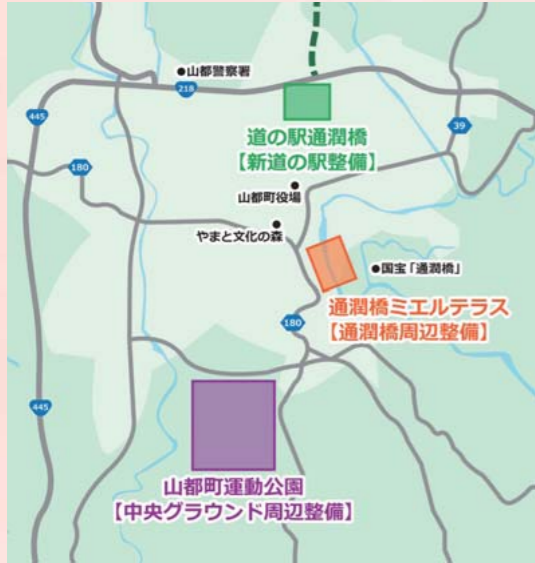 ●山都警察署
218
445
道の駅通潤橋
【新道の駅整備】
39
180
山都町役場
やまと文化の森
●国宝「通潤橋」
通潤橋ミエルテラス
【通潤橋周辺整備】
180
445
山都町運動公園
【中央グラウンド周辺整備】